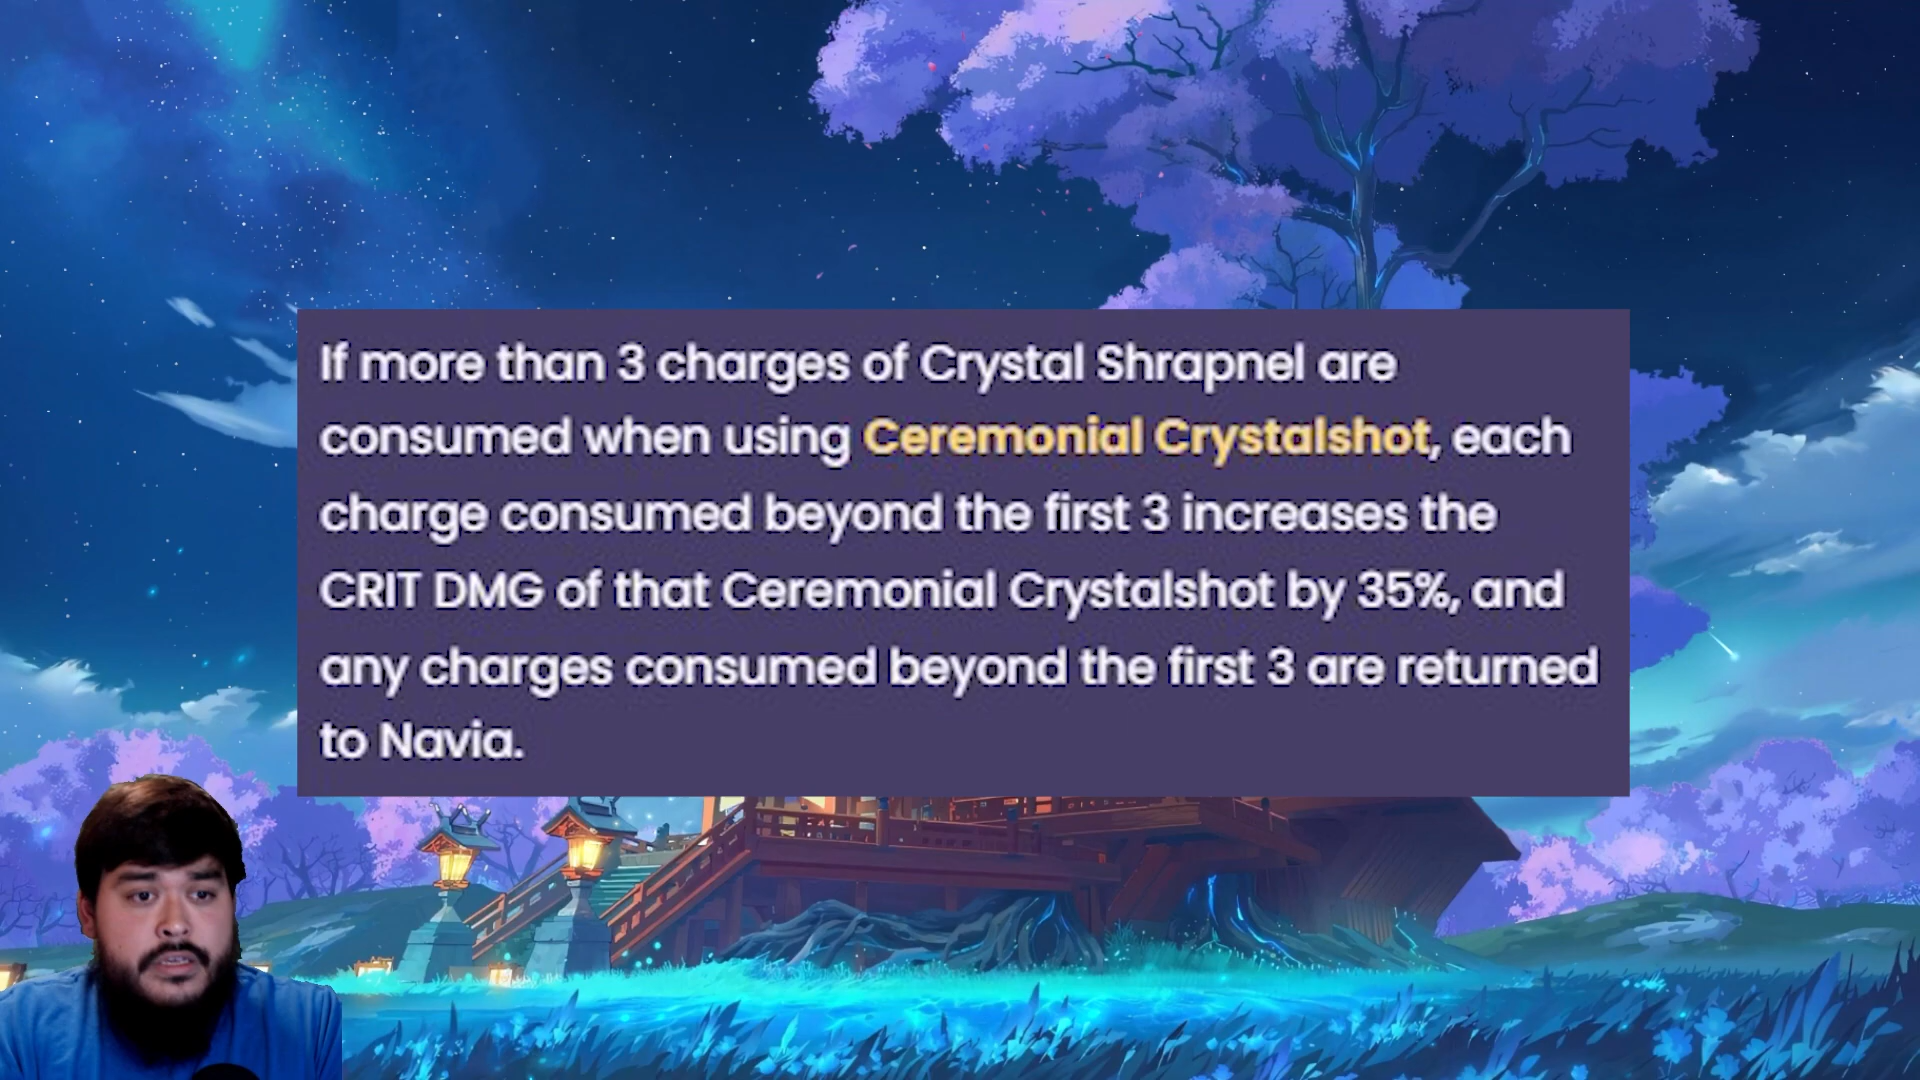 If more than 3 charges of Crystal Shrapnel are
consumed when using Ceremonial Crystalshot, each
charge consumed beyond the first 3 increases the
CRIT DMG of that Ceremonial Crystalshot by 35%, and
any charges consumed beyond the first 3 are returned
to Navia.